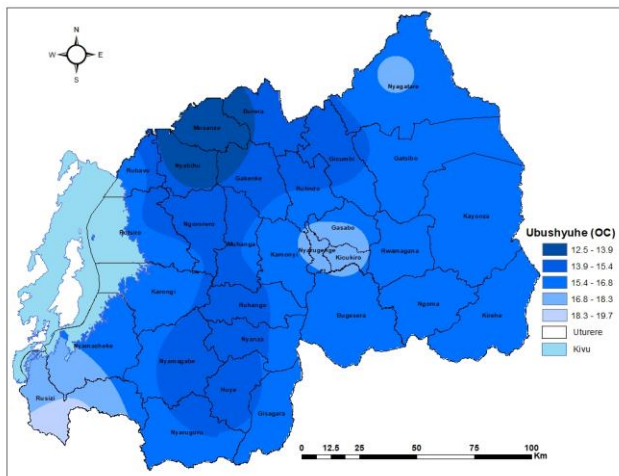 N
W E
S
Nyagatare
Burera
Musanze
Gicumbi
Nyabihu
Gatsibo
Rubavu
Gakenke
Rulindo
Kayonza
Ngororero
Gasabo
Rutsiro
Muhanga
Kamonyi
Nyarugenge
Rwamagana
Kicukiro
Karongi
Ruhango
Bugesera
Ngoma
Kirehe
Nyamasheke
Nyanza
Nyamagabe
Huye
Rusizi
Gisagara
Nyaruguru
Ubushyuhe (OC)
12.5 - 13.9
13.9 - 15.4
15.4 - 16.8
16.8 - 18.3
18.3 - 19.7
Uturere
Kivu
0 12.5 25 50 75 100
Km